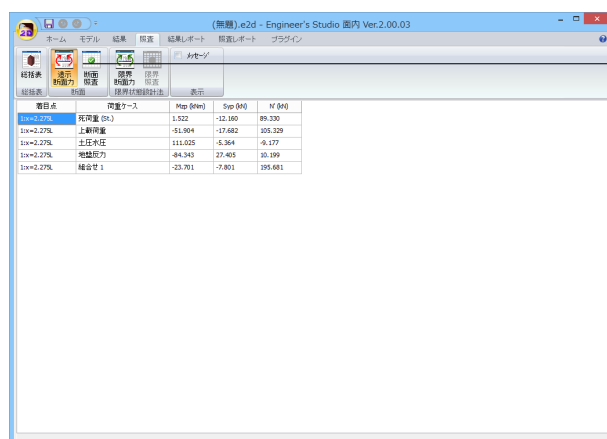 (無題).e2d - Engineer's Studio 面内 Ver.2.00.03
ホーム モデル 結果 照査 結果レポート 照査レポート プラグイン
総括表 着示断面力 断面照査 限界断面力 限界照査 メッセージ
総括表 断面 限界状態設計法 表示
着目点 荷重ケース Mzp (kNm) Syp (kN) N' (kN)
1:x=2.275L 死荷重 (St.) 1.522 -12.160 89.330
1:x=2.275L 上載荷重 -51.904 -17.682 105.329
1:x=2.275L 土圧水圧 111.025 -5.364 -9.177
1:x=2.275L 地盤反力 -84.343 27.405 10.199
1:x=2.275L 組合せ 1 -23.701 -7.801 195.681